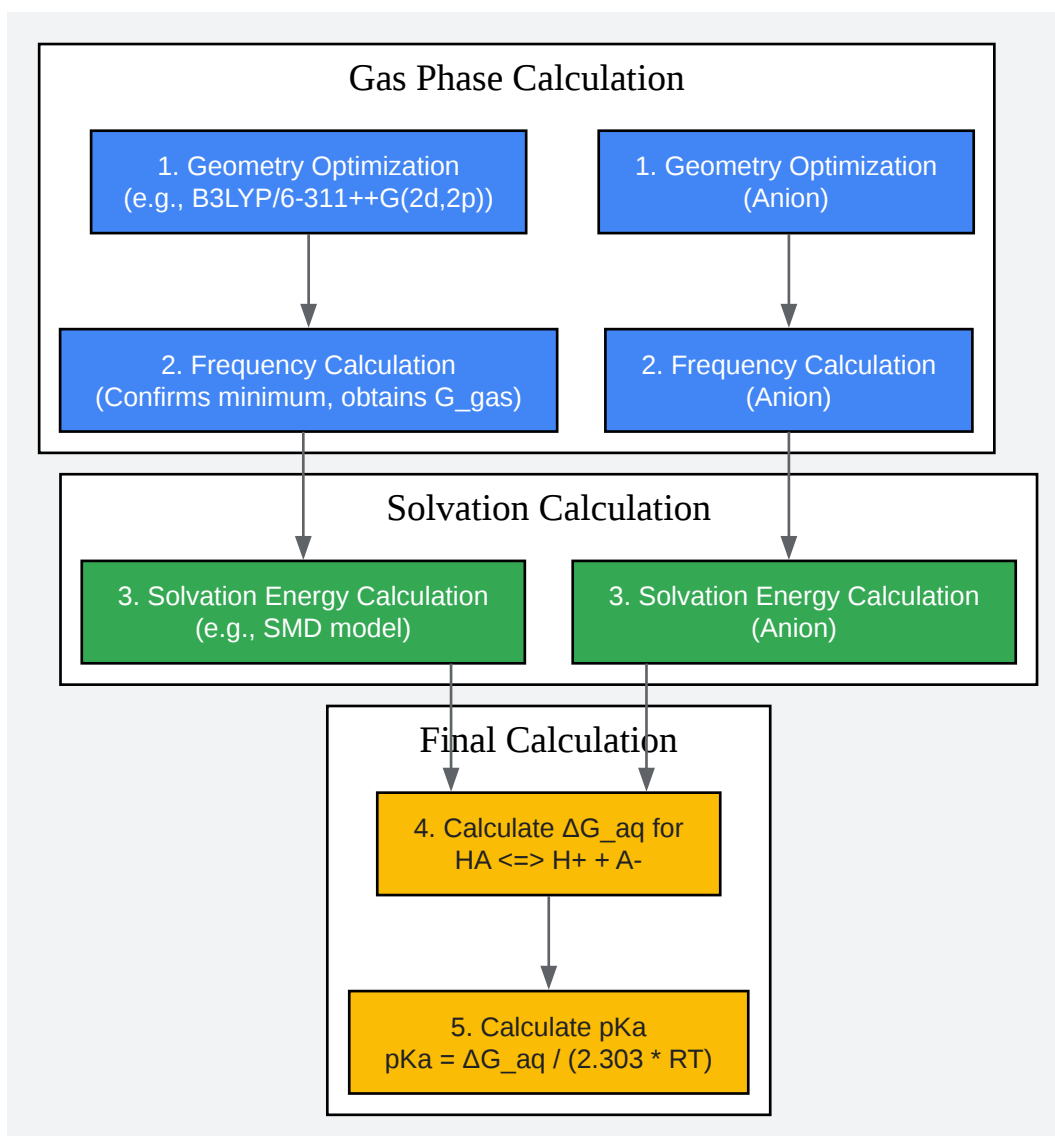 Gas Phase Calculation
1. Geometry Optimization
(e.g., B3LYP/6-311++G(2d,2p))
1. Geometry Optimization
(Anion)
2. Frequency Calculation
(Confirms minimum, obtains G_gas)
2. Frequency Calculation
(Anion)
Solvation Calculation
3. Solvation Energy Calculation
(e.g., SMD model)
3. Solvation Energy Calculation
(Anion)
Final Calculation
4. Calculate ΔG_aq for
HA <=> H+ + A-
5. Calculate pKa
pKa = ΔG_aq / (2.303 * RT)